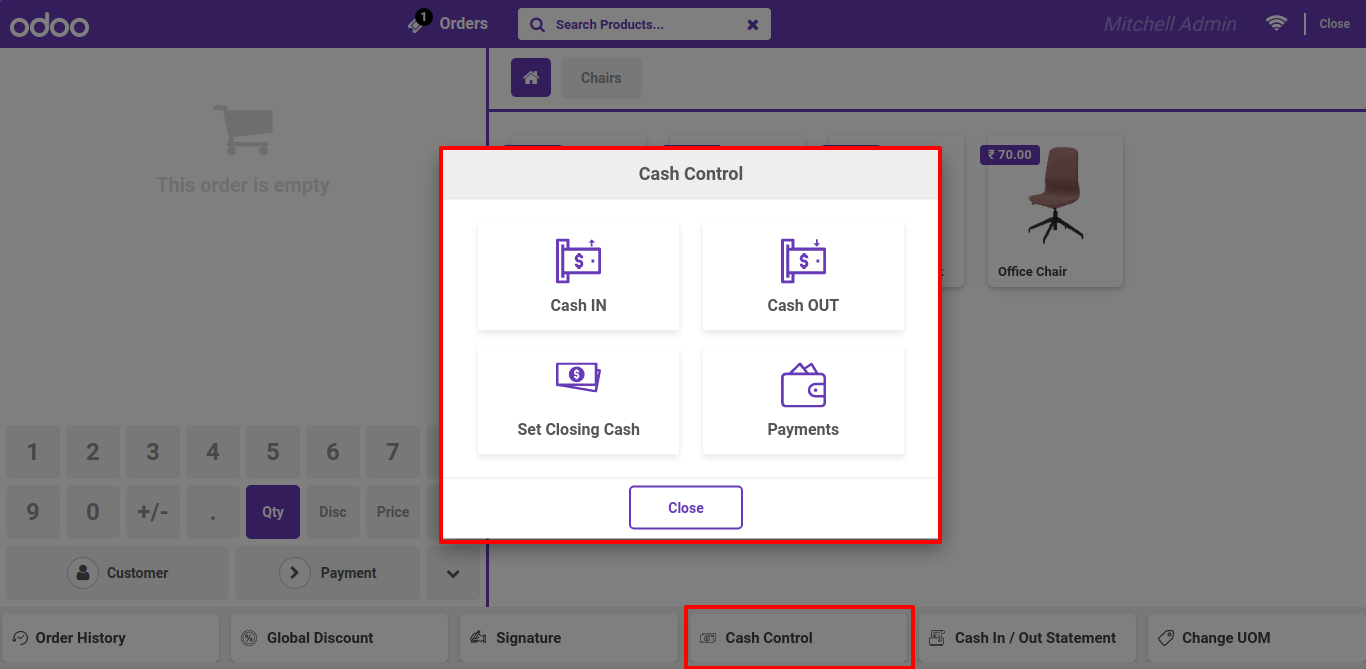 odoo
1
Orders
Search Products...
Mitchell Admin
Close
Chairs
This order is empty
₹ 70.00
Office Chair
Cash Control
Cash IN
Cash OUT
Set Closing Cash
Payments
Close
1 2 3 4 5 6 7
9 0 +/- . Qty Disc Price
Customer
Payment
Order History
Global Discount
Signature
Cash Control
Cash In / Out Statement
Change UOM